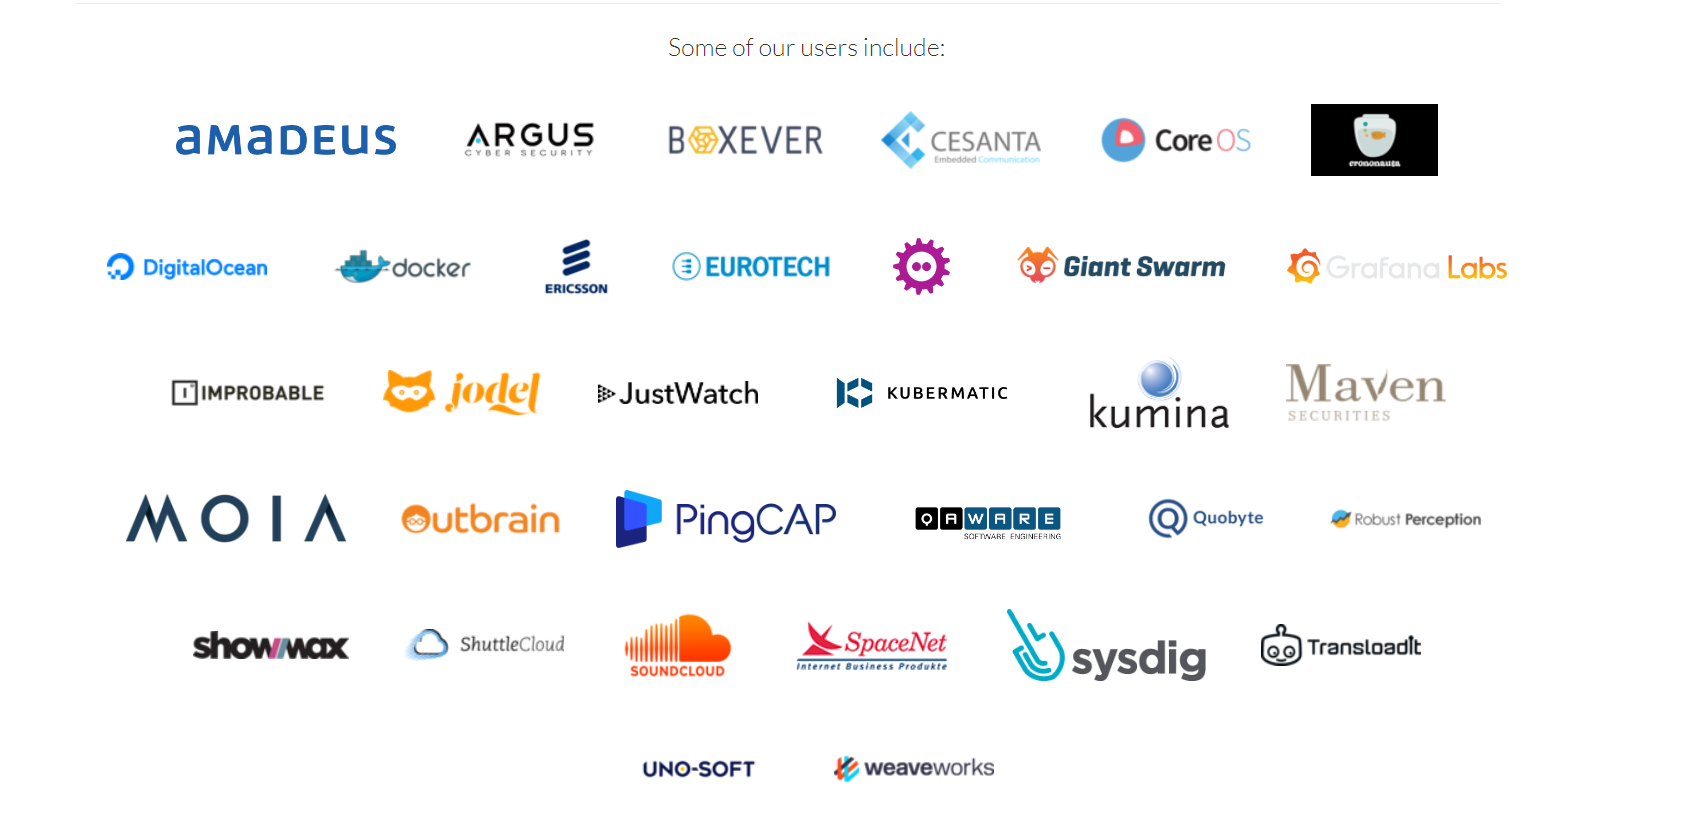 Some of our users include:
amadeus
ARGUS
CYBER SECURITY
BOXEVER
CESANTA
Embedded Communication
CoreOS
crononauta
DigitalOcean
docker
ERICSSON
EUROTECH
Giant Swarm
Grafana Labs
IMPROBABLE
jodel
JustWatch
KUBERMATIC
kumina
Maven
SECURITIES
MOIA
Outbrain
PingCAP
QAWARE
SOFTWARE ENGINEERING
Quobyte
Robust Perception
showmax
ShuttleCloud
SOUNDCLOUD
SpaceNet
Internet Business Produkte
sysdig
Transloadit
UNO-SOFT
weaveworks